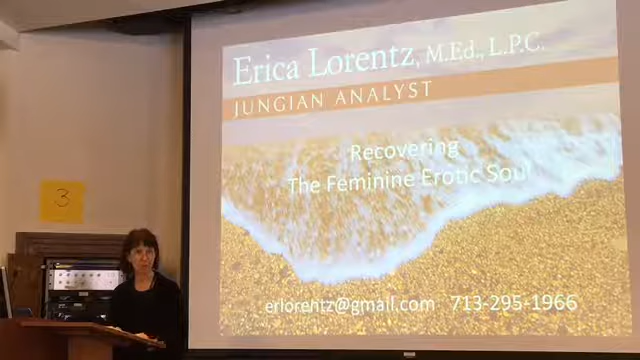 Erica Lorentz, M.Ed., L.P.C.
JUNGIAN ANALYST
Recovering
The Feminine Erotic Soul
erlorentz@gmail.com 713-295-1966
3